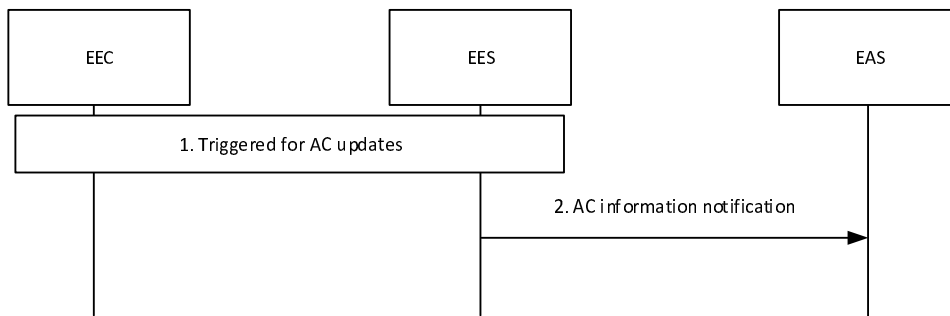 EEC
EES
EAS
1. Triggered for AC updates
2. AC information notification